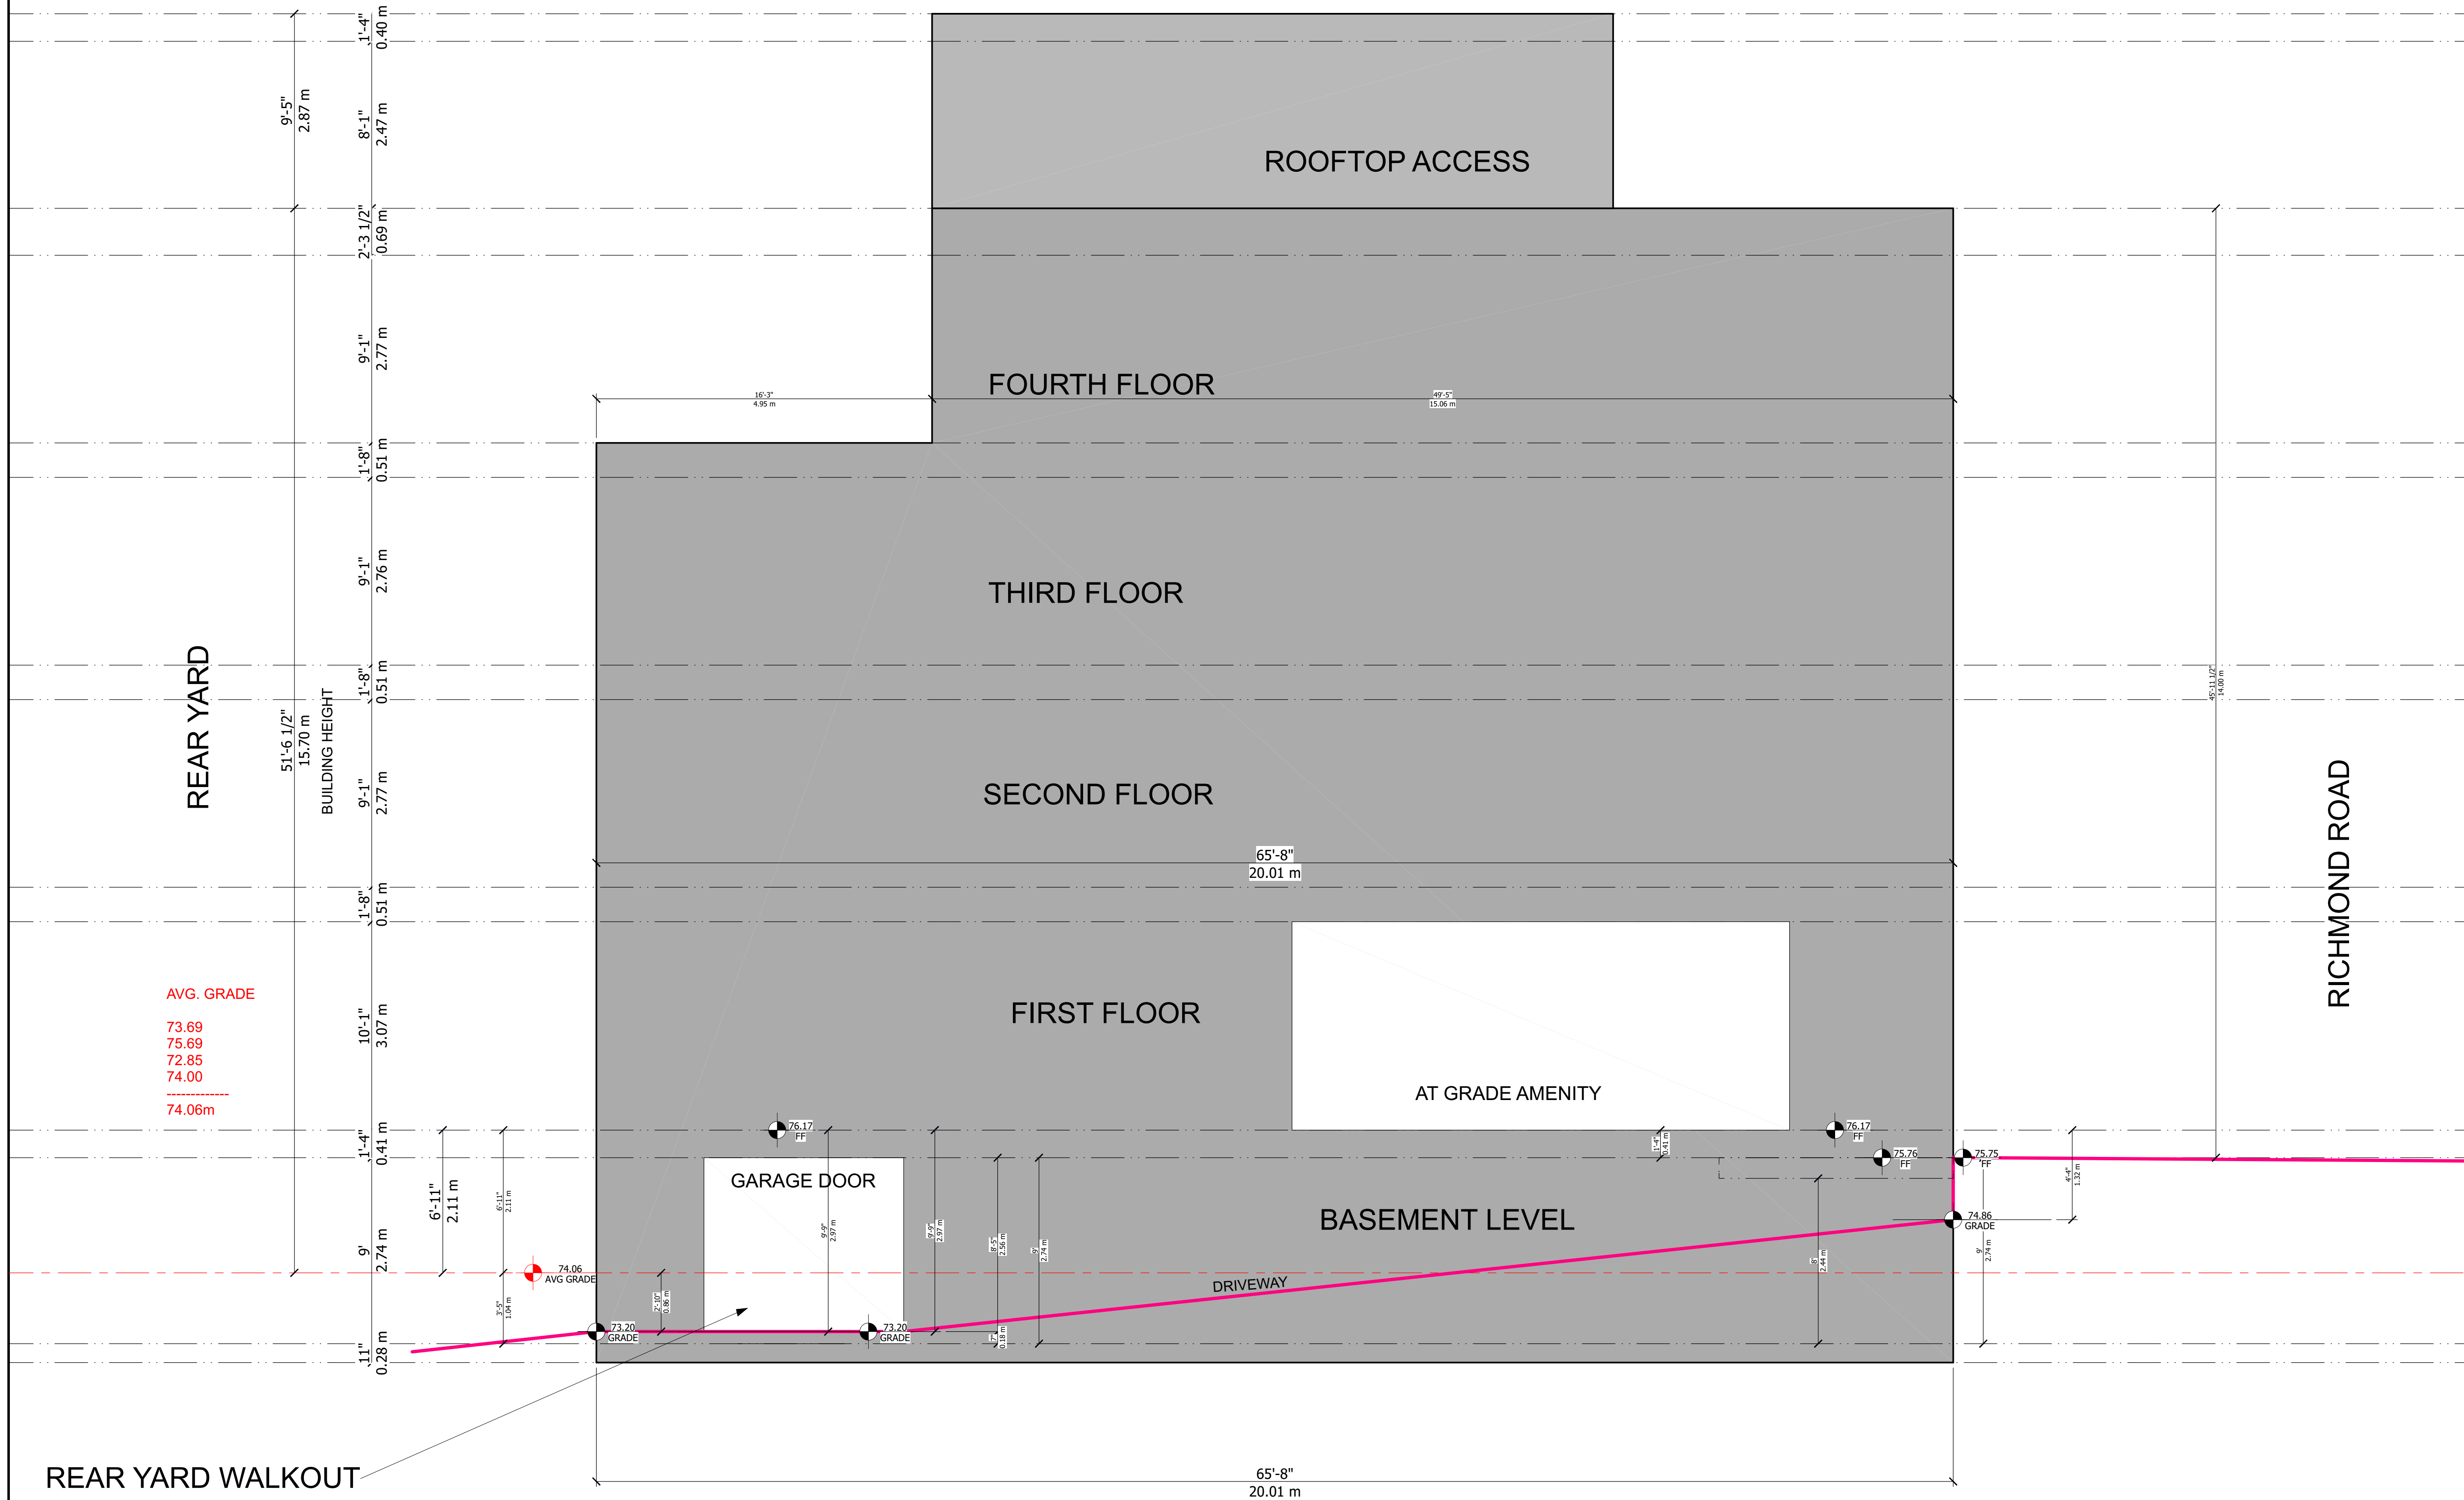 1'-4"
0.40 m
9'-5"
2.87 m
8'-1"
2.47 m
ROOFTOP ACCESS
2'-3 1/2"
0.69 m
9'-1"
2.77 m
FOURTH FLOOR
16'-3"
4.95 m
49'-5"
15.06 m
1'-8"
0.51 m
9'-1"
2.76 m
THIRD FLOOR
REAR YARD
1'-8"
0.51 m
45'-11 1/2"
14.00 m
51'-6 1/2"
15.70 m
BUILDING HEIGHT
9'-1"
2.77 m
SECOND FLOOR
65'-8"
20.01 m
RICHMOND ROAD
1'-8"
0.51 m
AVG. GRADE
73.69
75.69
72.85
74.00
-------------
74.06m
10'-1"
3.07 m
FIRST FLOOR
AT GRADE AMENITY
1'-4"
0.41 m
76.17
FF
1'-4"
0.41 m
76.17
FF
75.76
FF
75.75
FF
4'-4"
1.32 m
6'-11"
2.11 m
6'-11"
2.11 m
GARAGE DOOR
9'-9"
2.97 m
9'-9"
2.97 m
8'-5"
2.56 m
9'
2.74 m
BASEMENT LEVEL
74.86
GRADE
9'
2.74 m
8'
2.44 m
9'
2.74 m
74.06
AVG GRADE
2'-10"
0.86 m
3'-5"
1.04 m
DRIVEWAY
73.20
GRADE
73.20
GRADE
7"
0.18 m
11"
0.28 m
REAR YARD WALKOUT
65'-8"
20.01 m